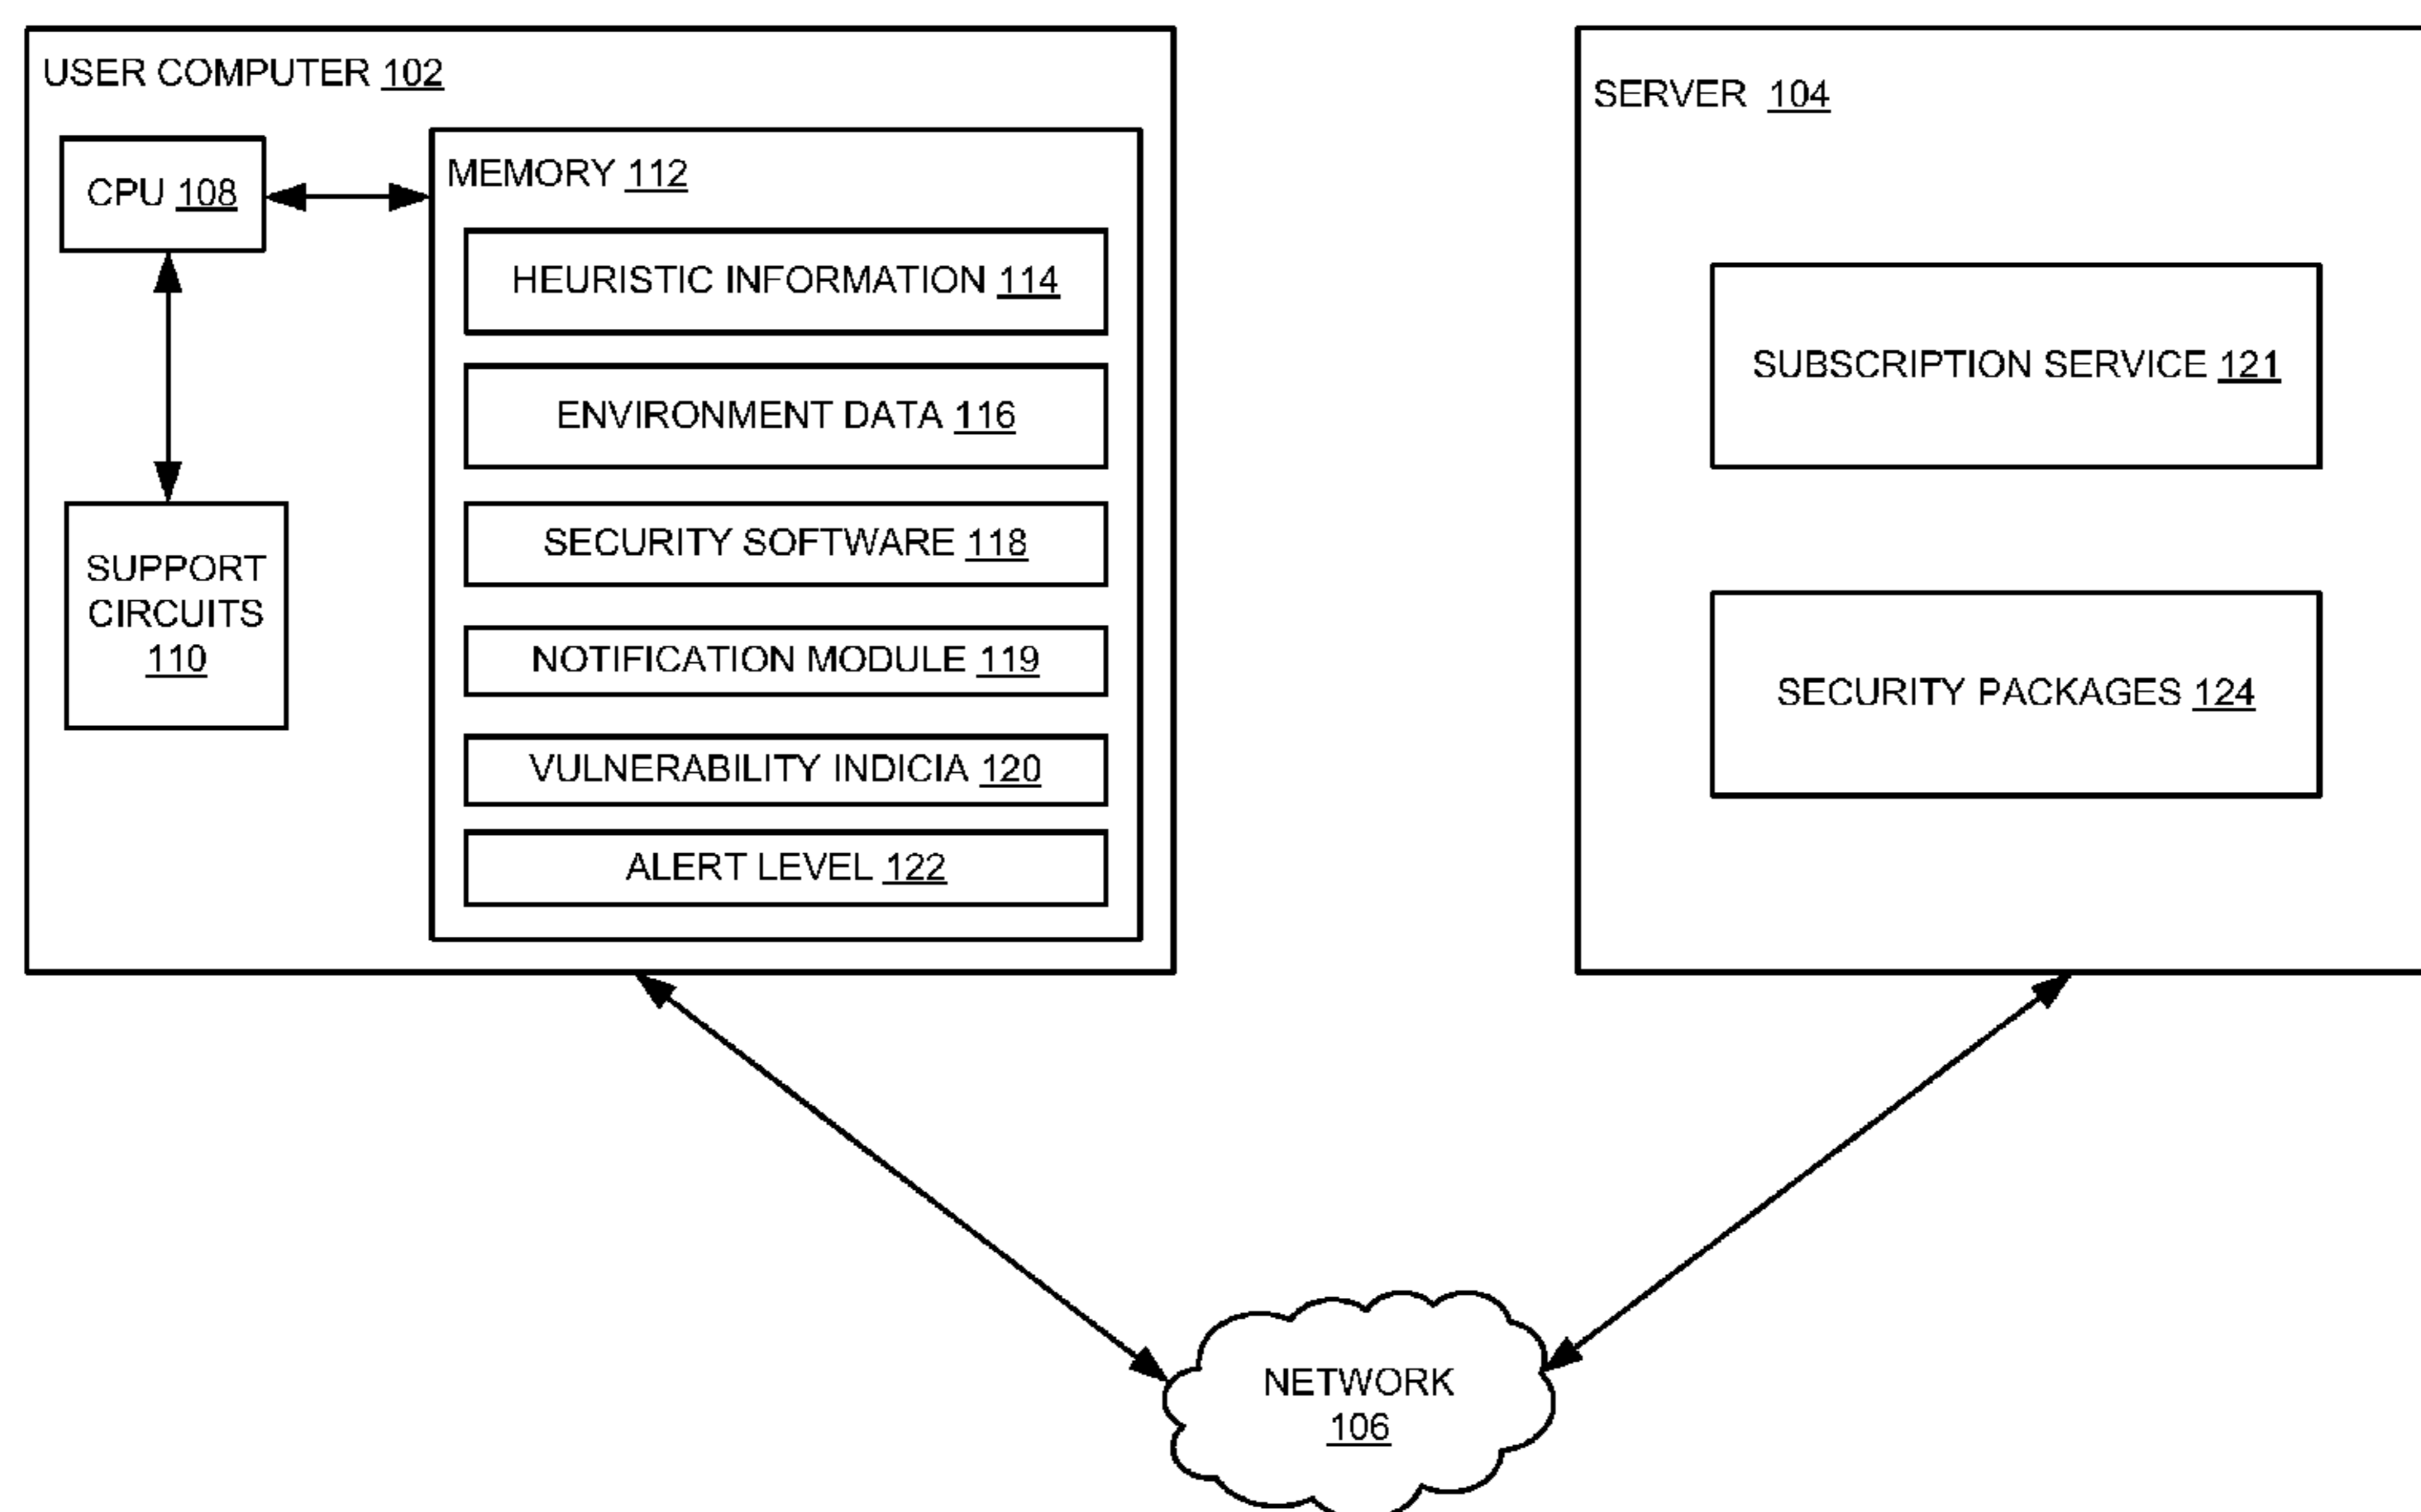 USER COMPUTER 102
CPU 108
SUPPORT
CIRCUITS
110
MEMORY 112
HEURISTIC INFORMATION 114
ENVIRONMENT DATA 116
SECURITY SOFTWARE 118
NOTIFICATION MODULE 119
VULNERABILITY INDICIA 120
ALERT LEVEL 122
SERVER 104
SUBSCRIPTION SERVICE 121
SECURITY PACKAGES 124
NETWORK
106